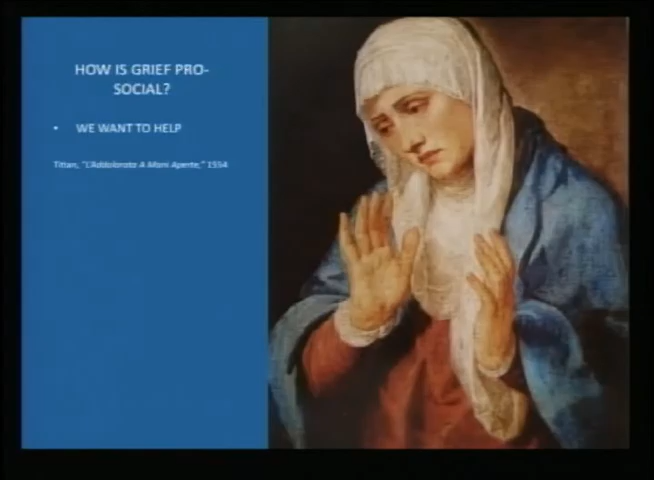 HOW IS GRIEF PRO-
SOCIAL?
• WE WANT TO HELP
Titian, "L'Addolorata A Mani Aperte," 1554